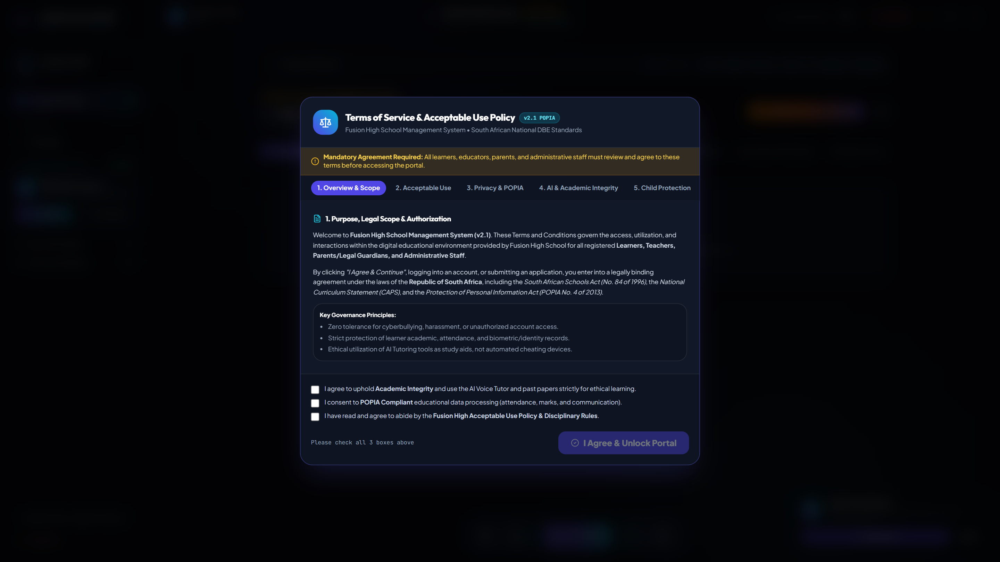 Terms of Service & Acceptable Use Policy v2.1 POPIA
Fusion High School Management System • South African National DBE Standards
Mandatory Agreement Required: All learners, educators, parents, and administrative staff must review and agree to these
terms before accessing the portal.
1. Overview & Scope 2. Acceptable Use 3. Privacy & POPIA 4. AI & Academic Integrity 5. Child Protection
1. Purpose, Legal Scope & Authorization
Welcome to Fusion High School Management System (v2.1). These Terms and Conditions govern the access, utilization, and
interactions within the digital educational environment provided by Fusion High School for all registered Learners, Teachers,
Parents/Legal Guardians, and Administrative Staff.
By clicking "I Agree & Continue", logging into an account, or submitting an application, you enter into a legally binding
agreement under the laws of the Republic of South Africa, including the South African Schools Act (No. 84 of 1996), the National
Curriculum Statement (CAPS), and the Protection of Personal Information Act (POPIA No. 4 of 2013).
Key Governance Principles:
• Zero tolerance for cyberbullying, harassment, or unauthorized account access.
• Strict protection of learner academic, attendance, and biometric/identity records.
• Ethical utilization of AI Tutoring tools as study aids, not automated cheating devices.
I agree to uphold Academic Integrity and use the AI Voice Tutor and past papers strictly for ethical learning.
I consent to POPIA Compliant educational data processing (attendance, marks, and communication).
I have read and agree to abide by the Fusion High Acceptable Use Policy & Disciplinary Rules.
Please check all 3 boxes above
I Agree & Unlock Portal